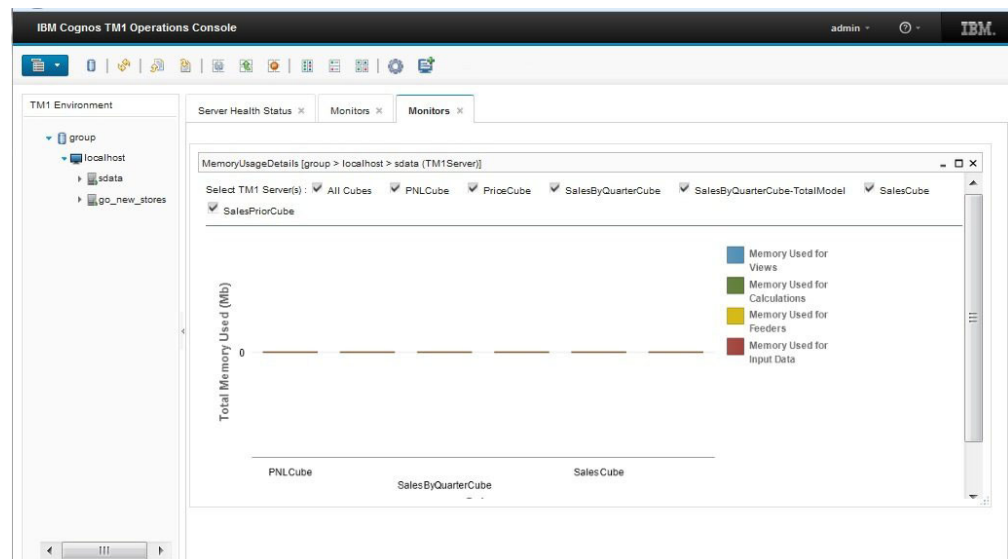 IBM Cognos TM1 Operations Console
admin
IBM.
TM1 Environment
group
localhost
sdata
go_new_stores
Server Health Status
Monitors
Monitors
MemoryUsageDetails [group > localhost > sdata (TM1Server)]
Select TM1 Server(s) : All Cubes PNLCube PriceCube SalesByQuarterCube SalesByQuarterCube-TotalModel SalesCube
SalesPriorCube
Total Memory Used (Mb)
0
Memory Used for
Views
Memory Used for
Calculations
Memory Used for
Feeders
Memory Used for
Input Data
PNLCube
SalesByQuarterCube
SalesCube